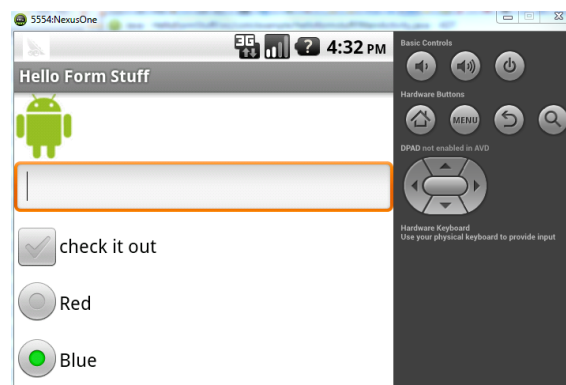 5554:NexusOne
3G
?
4:32 PM
Hello Form Stuff
check it out
Red
Blue
Basic Controls
Hardware Buttons
MENU
DPAD not enabled in AVD
Hardware Keyboard
Use your physical keyboard to provide input